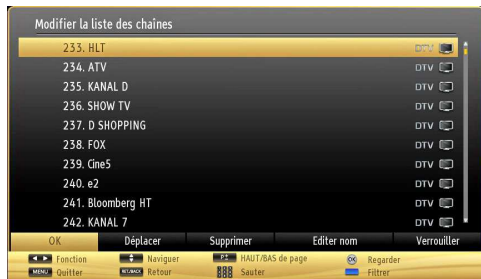 Modifier la liste des chaînes
233. HLT DTV
234. ATV DTV
235. KANAL D DTV
236. SHOW TV DTV
237. D SHOPPING DTV
238. FOX DTV
239. Cine5 DTV
240. e2 DTV
241. Bloomberg HT DTV
242. KANAL 7 DTV
OK Déplacer Supprimer Editer nom Verrouiller
Fonction Naviguer P± HAUT/BAS de page OK Regarder
MENU Quitter RET./BACK Retour Sauter Filtrer